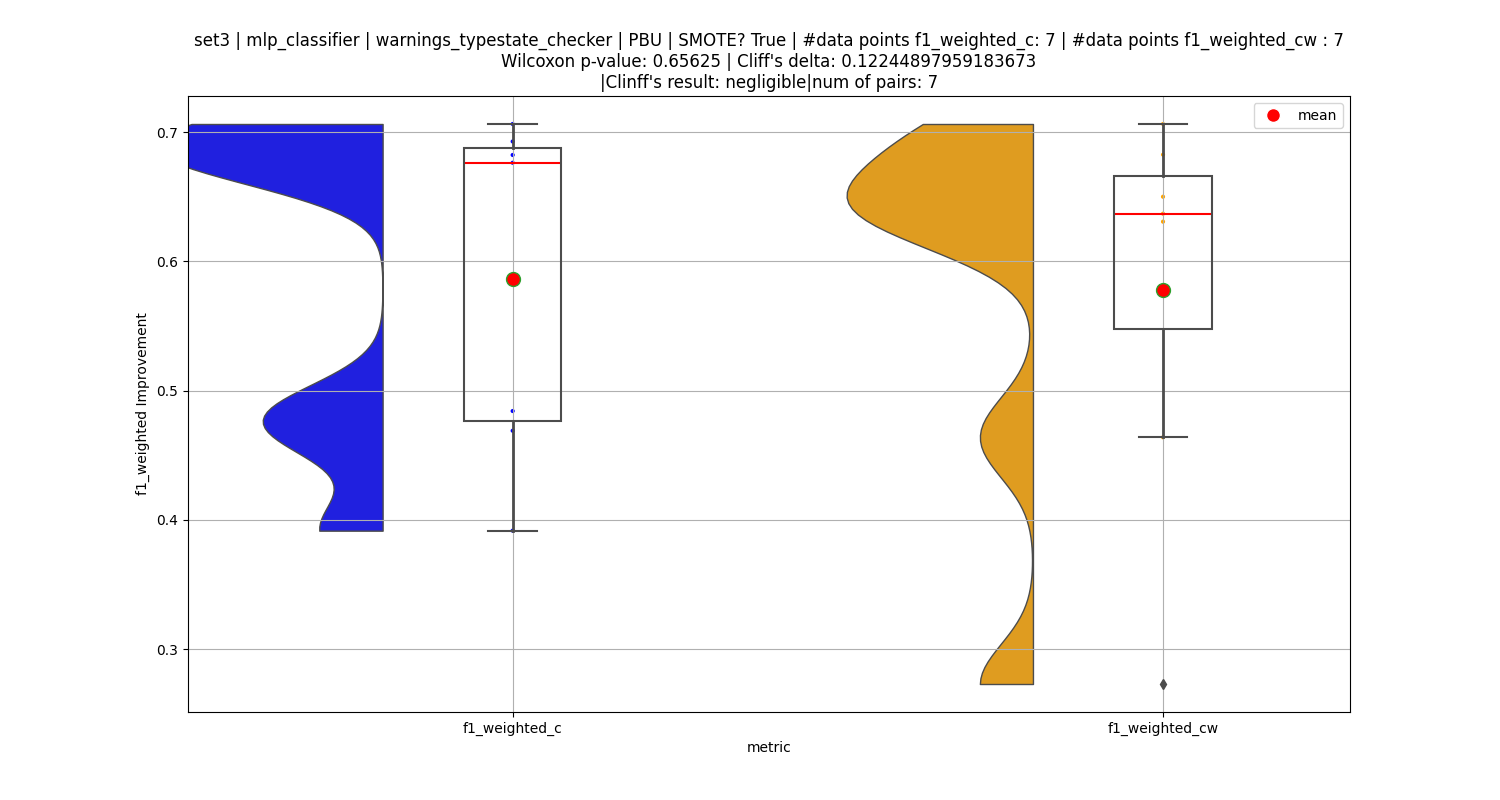 set3 | mlp_classifier | warnings_typestate_checker | PBU | SMOTE? True | #data points f1_weighted_c: 7 | #data points f1_weighted_cw : 7
Wilcoxon p-value: 0.65625 | Cliff's delta: 0.12244897959183673
|Clinff's result: negligible|num of pairs: 7
mean
0.7
0.6
0.5
0.4
0.3
f1_weighted Improvement
f1_weighted_c
f1_weighted_cw
metric